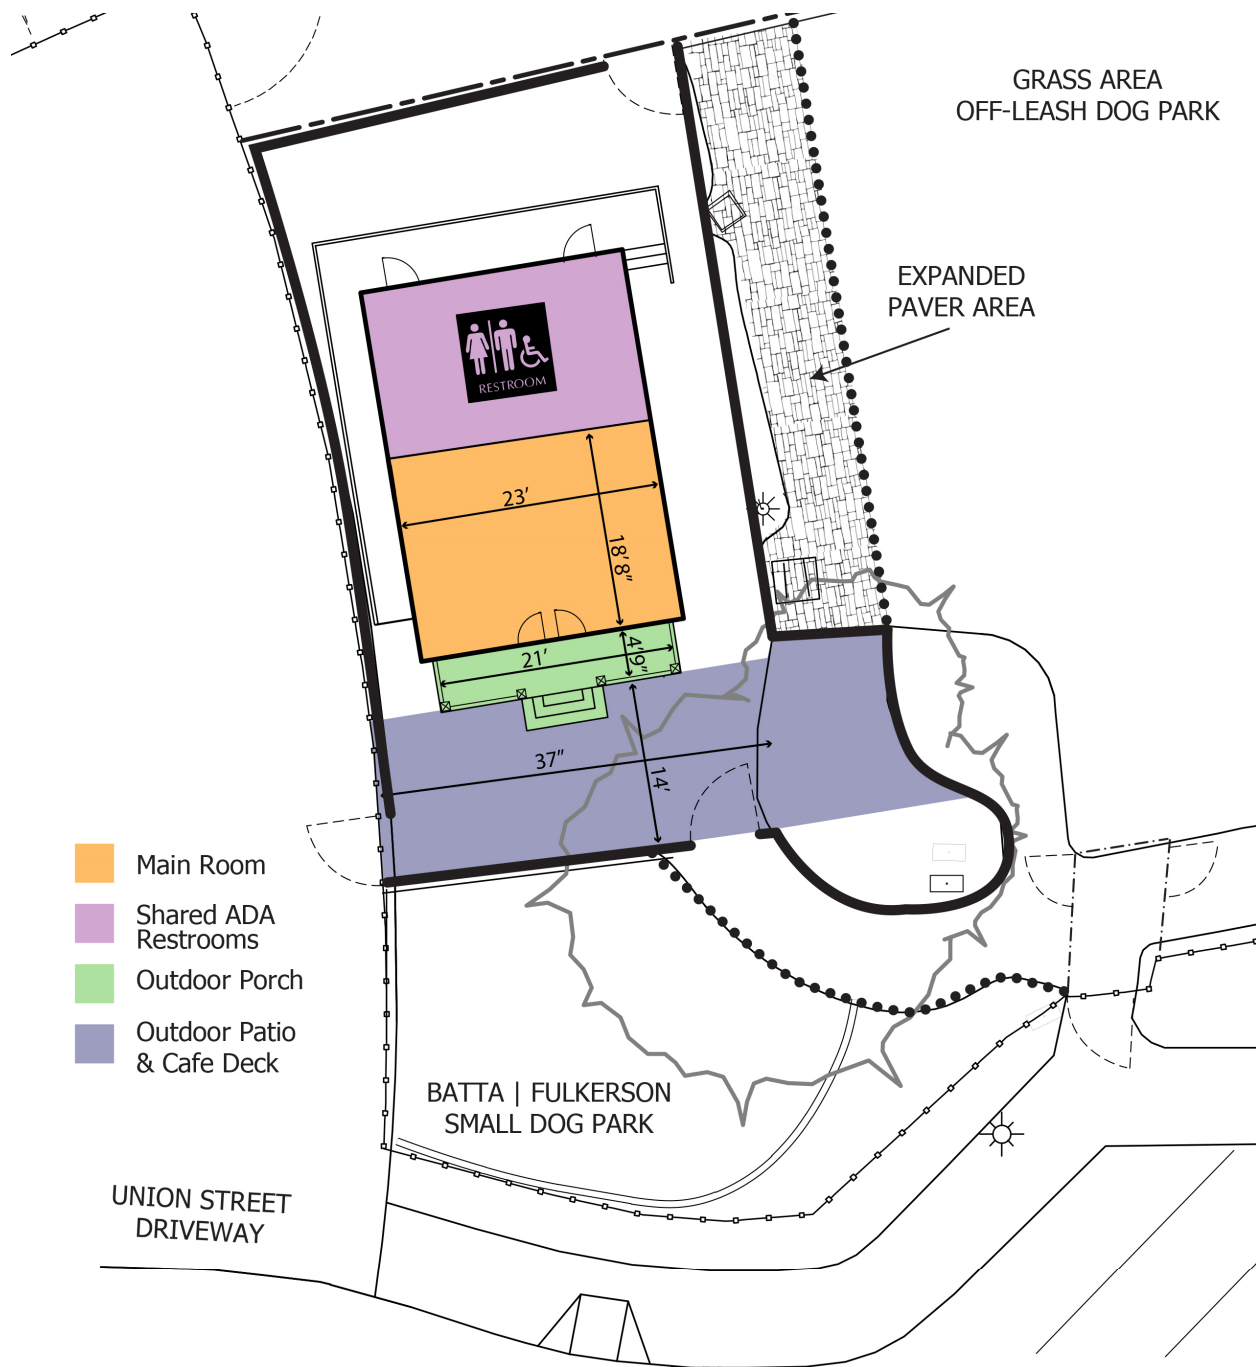 GRASS AREA
OFF-LEASH DOG PARK
EXPANDED
PAVER AREA
RESTROOM
23′
18′8″
21′
4′9″
37″
14′
Main Room
Shared ADA
Restrooms
Outdoor Porch
Outdoor Patio
& Cafe Deck
BATTA | FULKERSON
SMALL DOG PARK
UNION STREET
DRIVEWAY